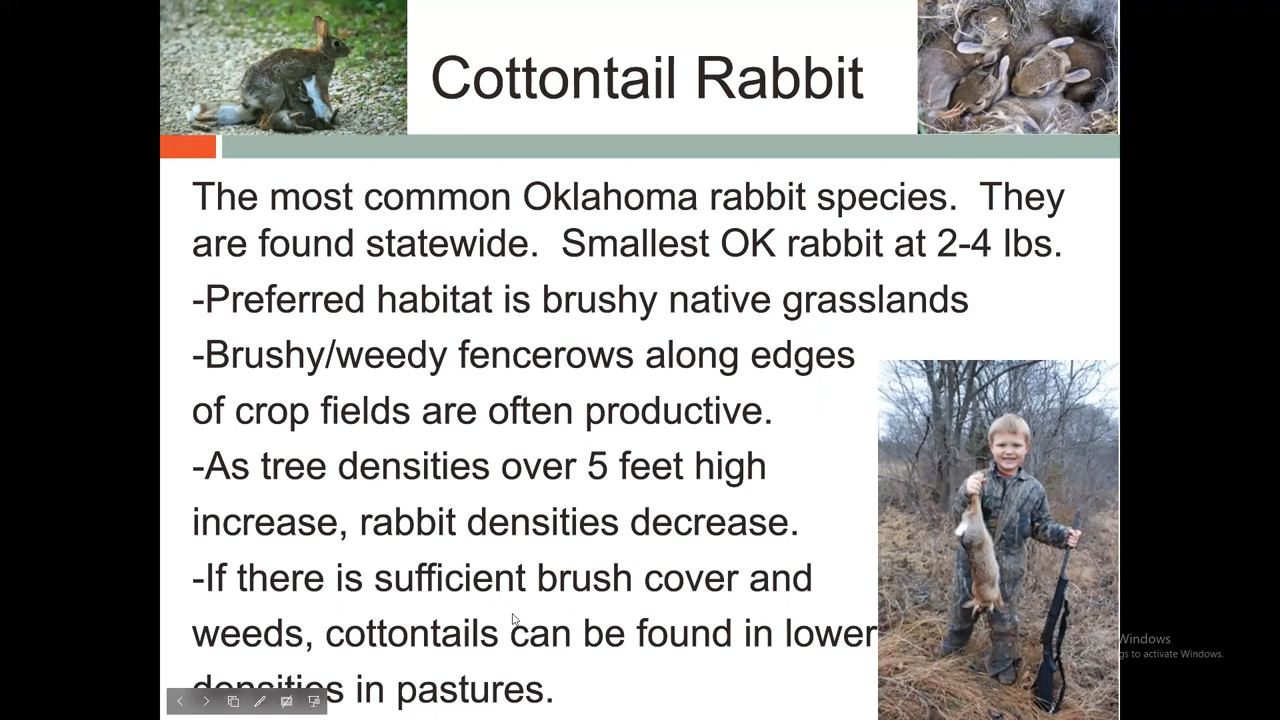 Cottontail Rabbit
The most common Oklahoma rabbit species.  They
are found statewide.  Smallest OK rabbit at 2-4 lbs.
-Preferred habitat is brushy native grasslands
-Brushy/weedy fencerows along edges
of crop fields are often productive.
-As tree densities over 5 feet high
increase, rabbit densities decrease.
-If there is sufficient brush cover and
weeds, cottontails can be found in lower
densities in pastures.
Windows
to activate Windows.